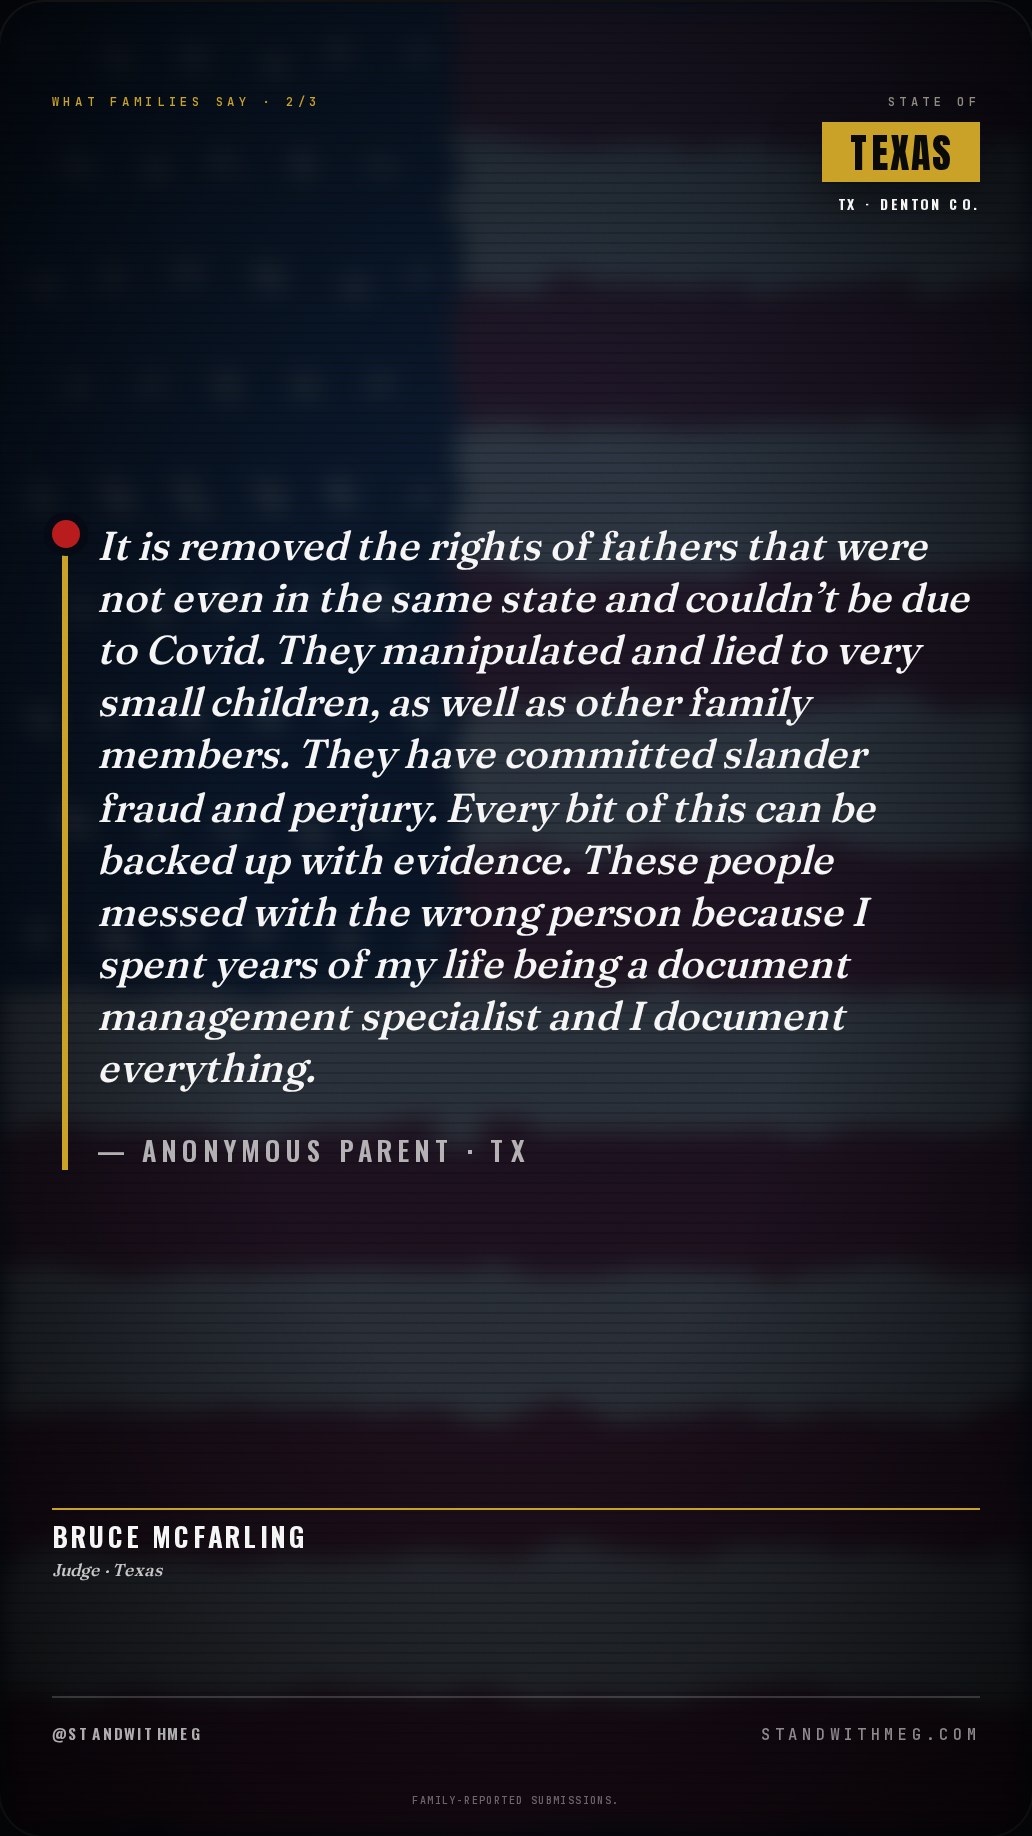 WHAT FAMILIES SAY · 2/3
STATE OF
TEXAS
TX · DENTON CO.
It is removed the rights of fathers that were
not even in the same state and couldn’t be due
to Covid. They manipulated and lied to very
small children, as well as other family
members. They have committed slander
fraud and perjury. Every bit of this can be
backed up with evidence. These people
messed with the wrong person because I
spent years of my life being a document
management specialist and I document
everything.
— ANONYMOUS PARENT · TX
BRUCE MCFARLING
Judge · Texas
@STANDWITHMEG
STANDWITHMEG.COM
FAMILY-REPORTED SUBMISSIONS.